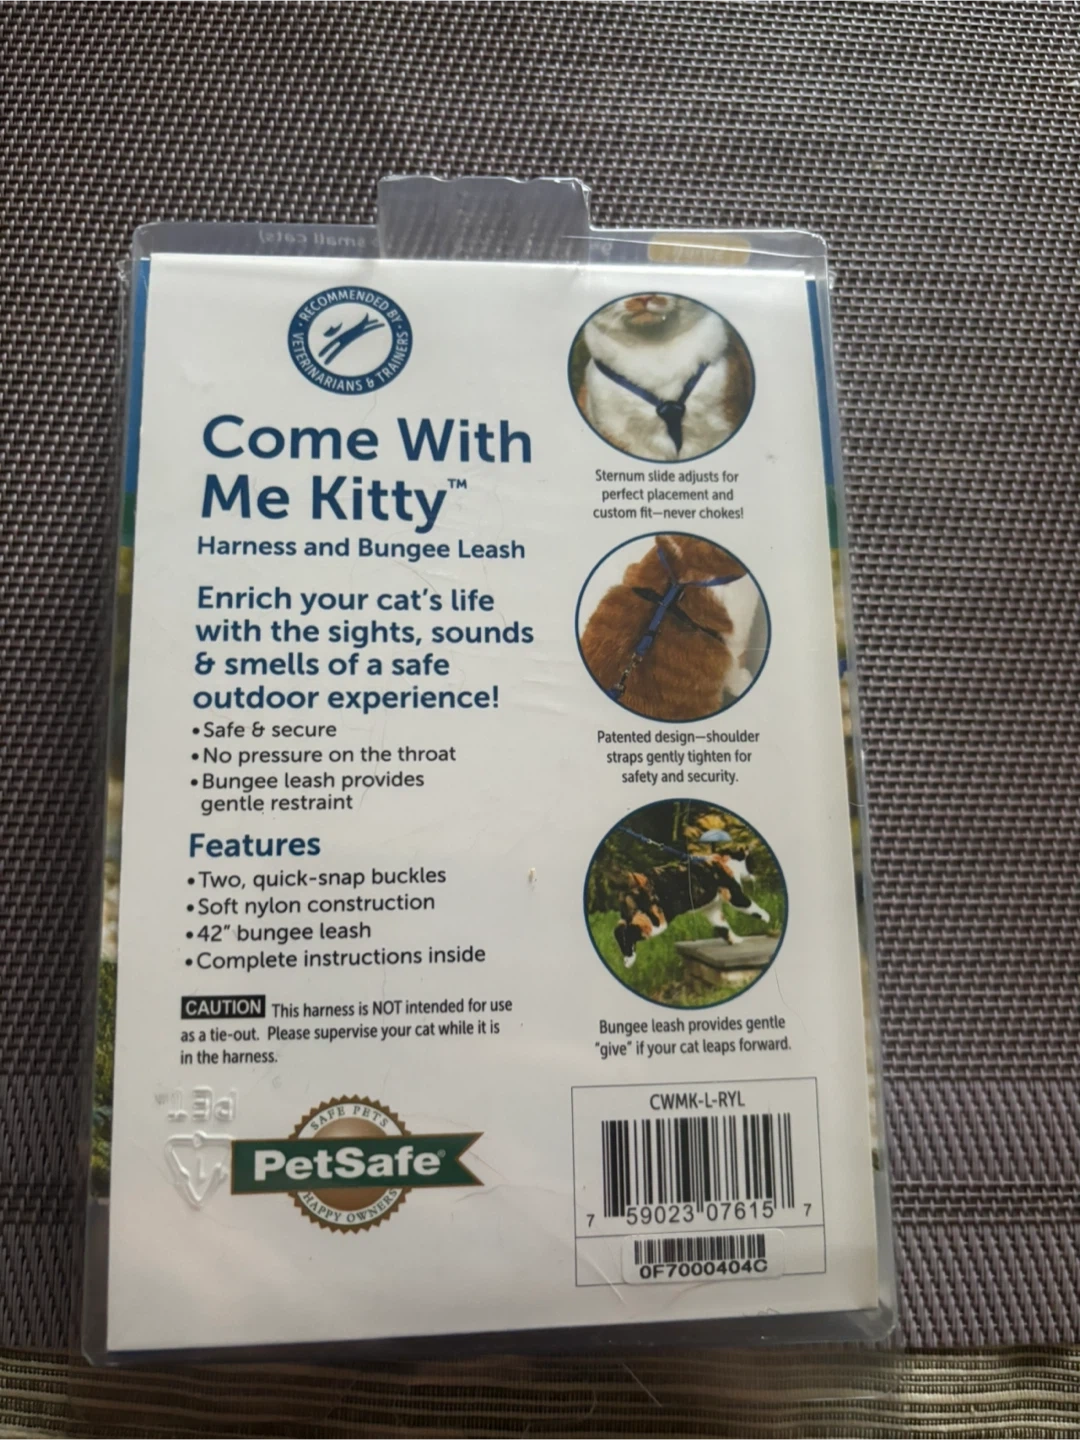 small cats)
RECOMMENDED BY
VETERINARIANS & TRAINERS
Come With
Me Kitty™
Harness and Bungee Leash
Enrich your cat's life
with the sights, sounds
& smells of a safe
outdoor experience!
• Safe & secure
• No pressure on the throat
• Bungee leash provides
gentle restraint
Features
• Two, quick-snap buckles
• Soft nylon construction
• 42" bungee leash
• Complete instructions inside
CAUTION This harness is NOT intended for use
as a tie-out. Please supervise your cat while it is
in the harness.
PET
1
SAFE PETS
PetSafe®
HAPPY OWNERS
Sternum slide adjusts for
perfect placement and
custom fit—never chokes!
Patented design—shoulder
straps gently tighten for
safety and security.
Bungee leash provides gentle
"give" if your cat leaps forward.
CWMK-L-RYL
7 59023 07615 7
0F7000404C